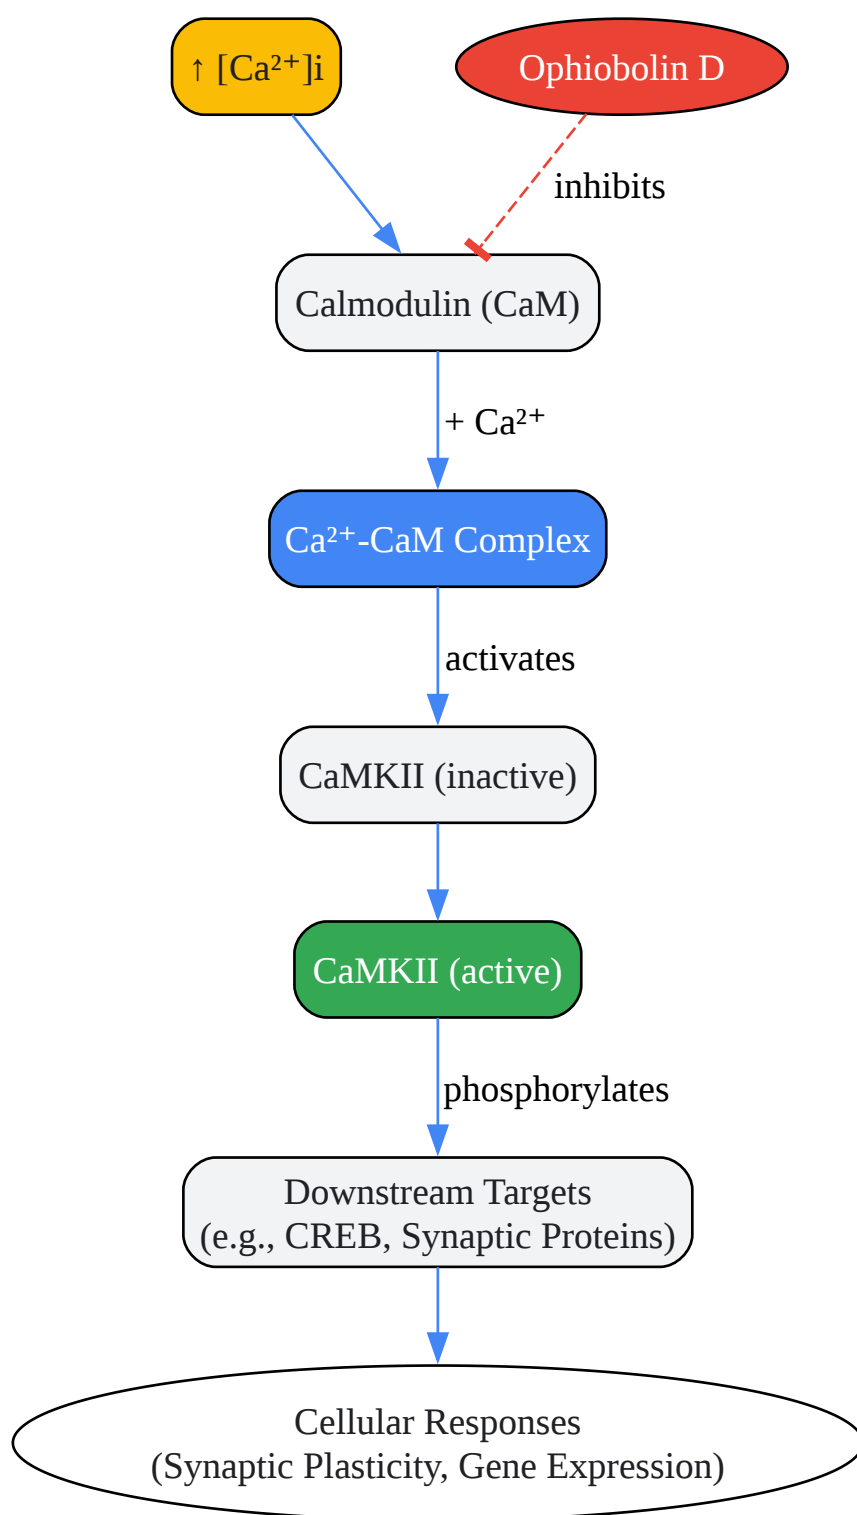 ↑ [Ca²⁺]i
Ophiobolin D
inhibits
Calmodulin (CaM)
+ Ca²⁺
Ca²⁺-CaM Complex
activates
CaMKII (inactive)
CaMKII (active)
phosphorylates
Downstream Targets
(e.g., CREB, Synaptic Proteins)
Cellular Responses
(Synaptic Plasticity, Gene Expression)